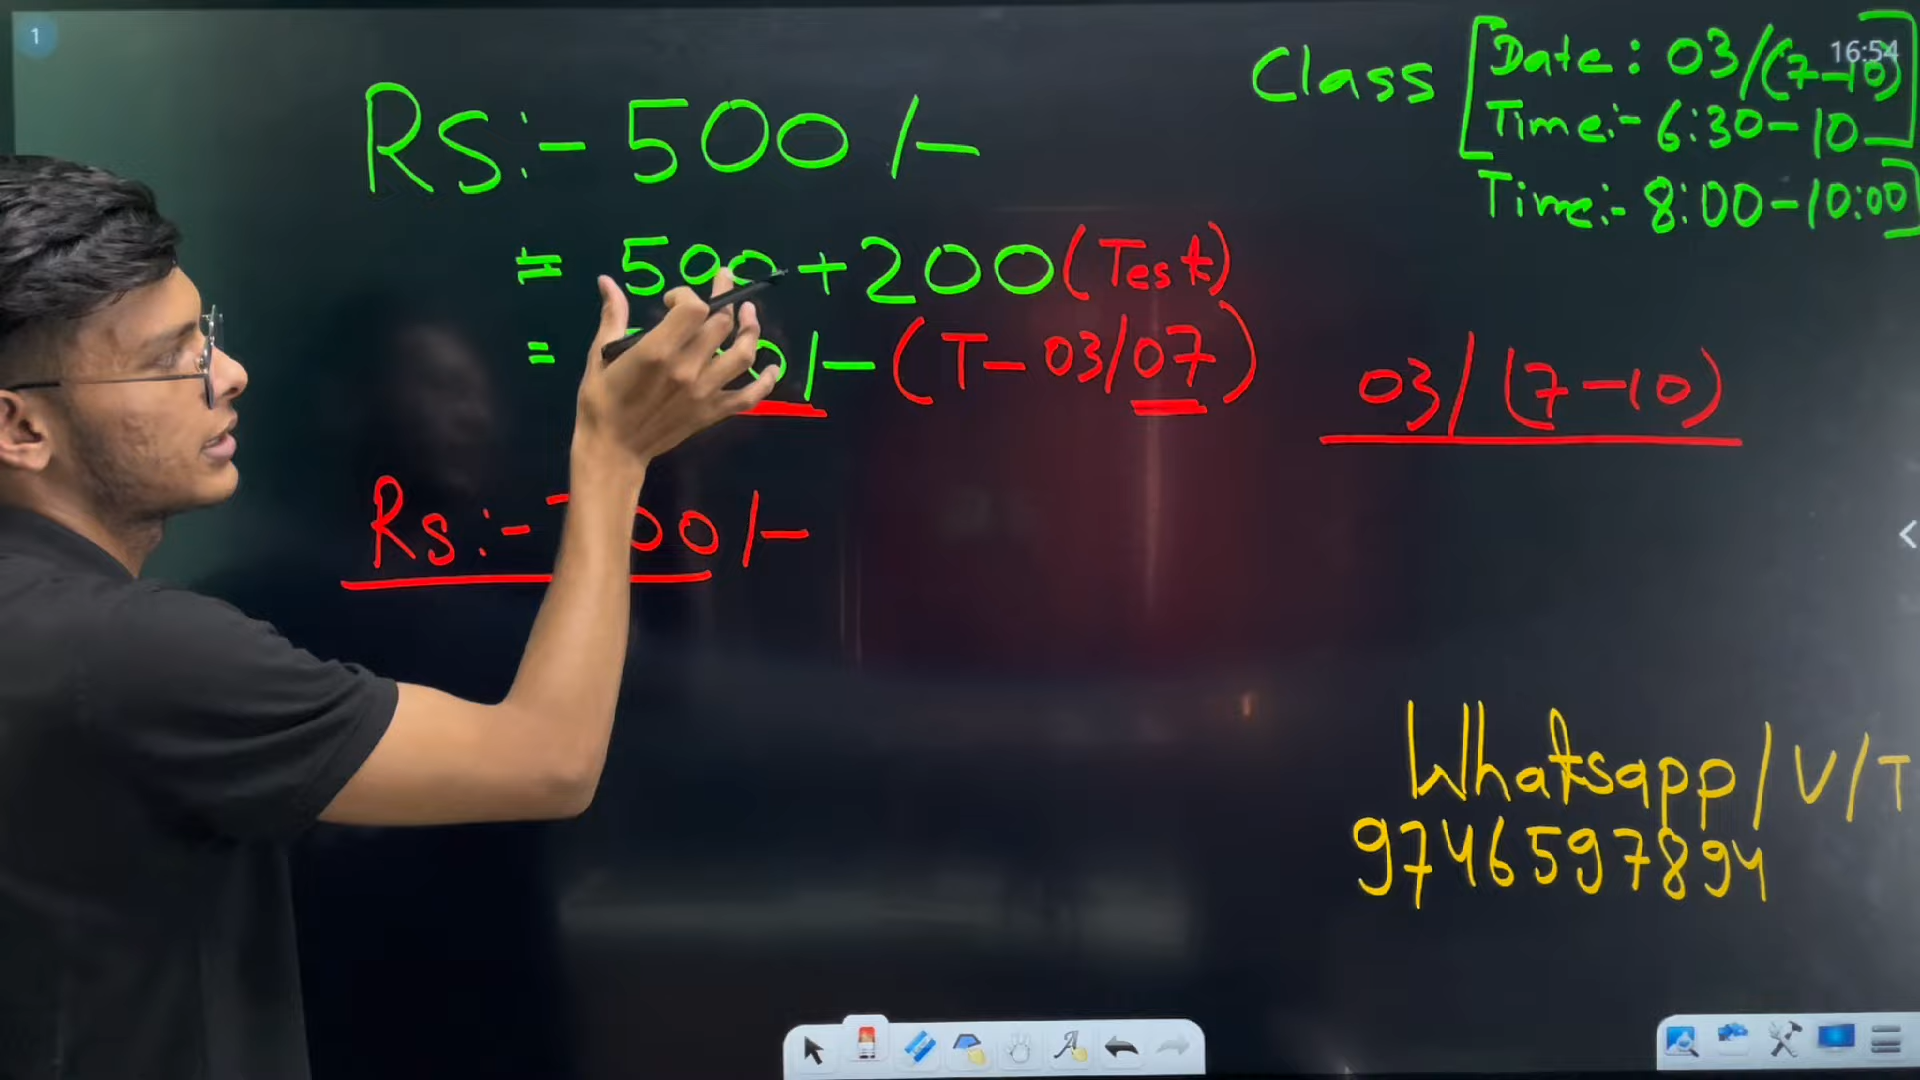 1
16:54
Class [Date: 03/(7-10)
Time:- 6:30-10]
Time:- 8:00-10:00]
RS:- 500/-
= 500+200(Test)
= 0/- (T-03/07)
03/(7-10)
Rs:- 700/-
Whatsapp/V/T
9746597894